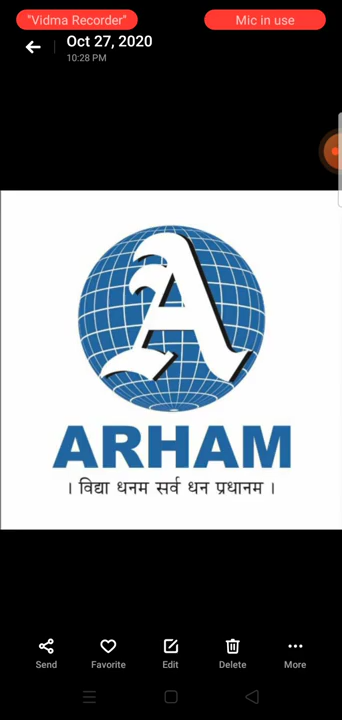 "Vidma Recorder"
Mic in use
Oct 27, 2020
10:28 PM
A
ARHAM
। विद्या धनम सर्व धन प्रधानम ।
Send
Favorite
Edit
Delete
More